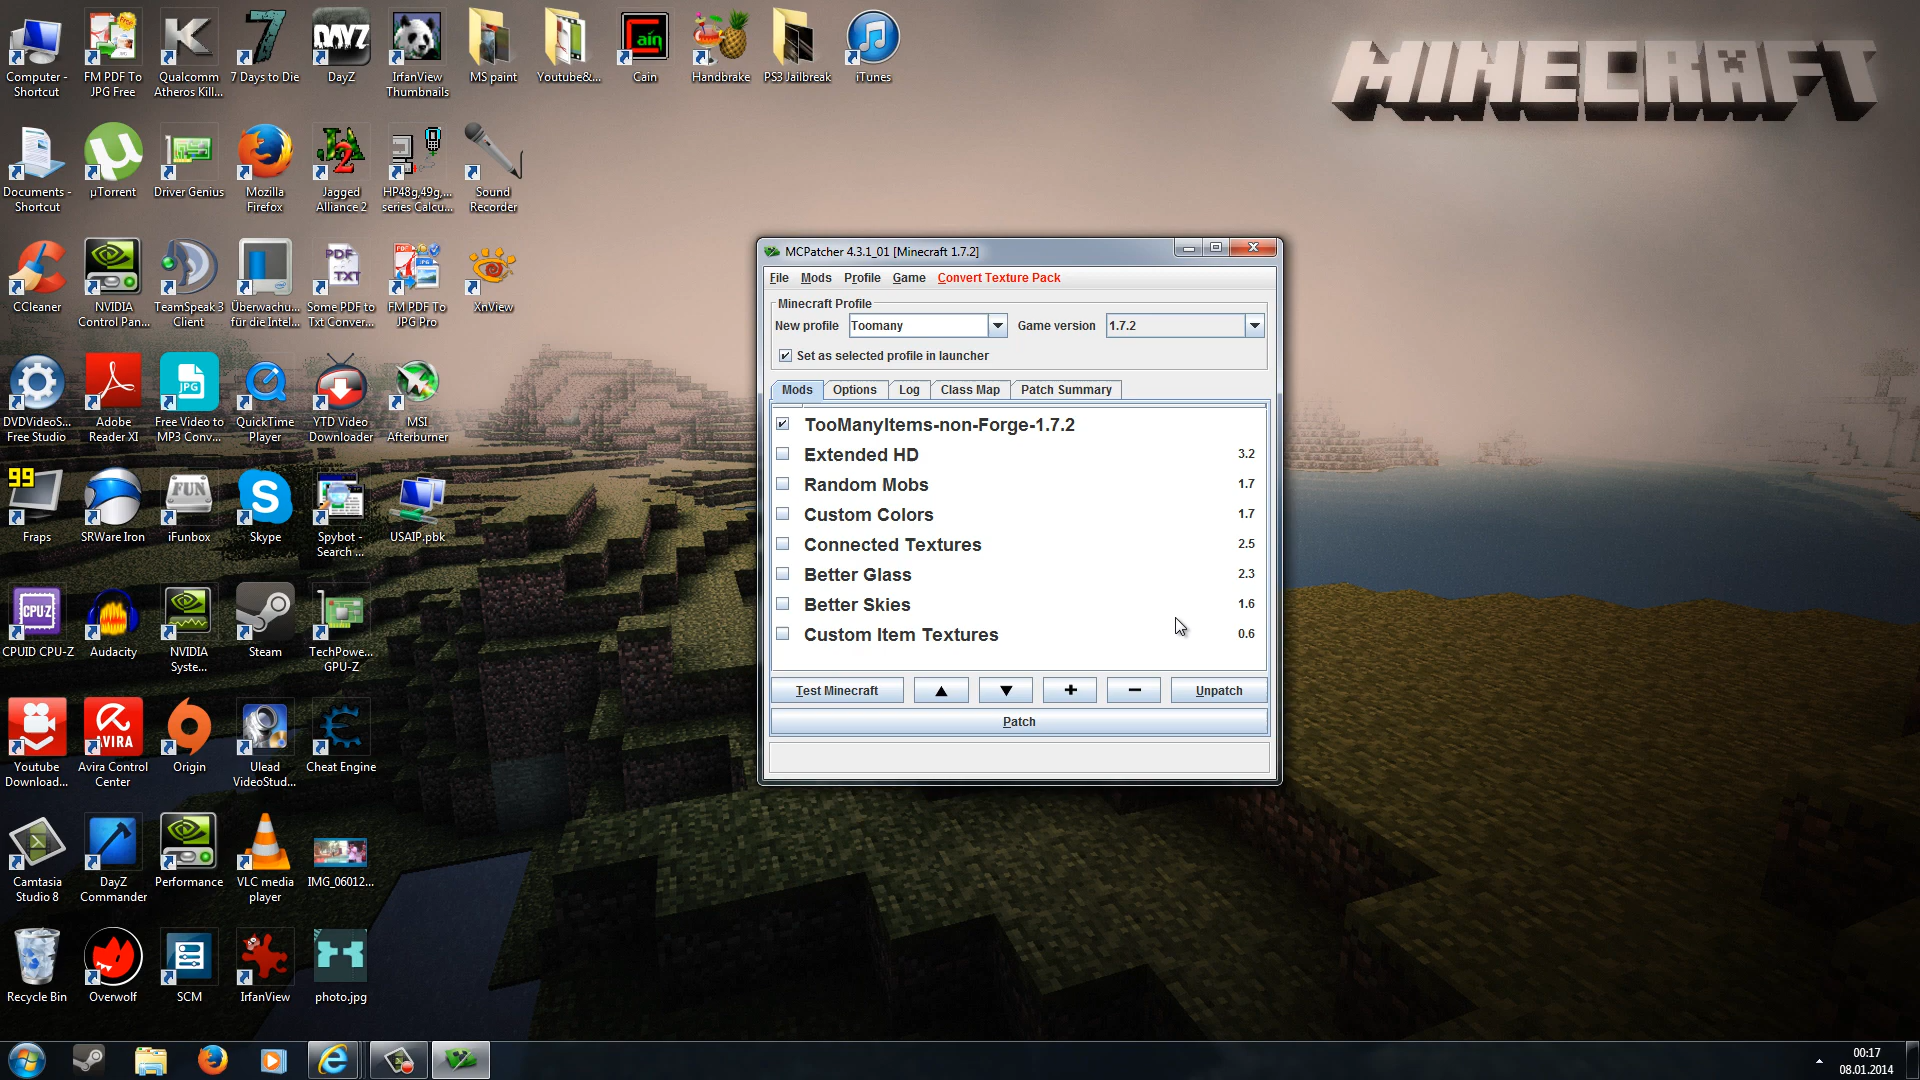 Computer -
Shortcut
FM PDF To
JPG Free
Qualcomm
Atheros Kill...
7 Days to Die
DAYZ
DayZ
IrfanView
Thumbnails
MS paint
Youtube&...
Cain
Cain
Handbrake
PS3 Jailbreak
iTunes
MINECRAFT
Documents -
Shortcut
µTorrent
Driver Genius
Mozilla
Firefox
Jagged
Alliance 2
HP48g,49g,...
series Calcu...
Sound
Recorder
CCleaner
NVIDIA
Control Pan...
TeamSpeak 3
Client
Überwachu...
für die Intel...
PDF
TXT
Some PDF to
Txt Conver...
FM PDF To
JPG Pro
XnView
DVDVideoS...
Free Studio
Adobe
Reader XI
JPG
Free Video to
MP3 Conv...
QuickTime
Player
YTD Video
Downloader
MSI
Afterburner
99
Fraps
SRWare Iron
FUN
iFunbox
Skype
Spybot -
Search ...
USAIP.pbk
CPU-Z
CPUID CPU-Z
Audacity
NVIDIA
Syste...
Steam
TechPowe...
GPU-Z
Youtube
Download...
AVIRA
Avira Control
Center
Origin
Ulead
VideoStud...
Cheat Engine
Camtasia
Studio 8
DayZ
Commander
Performance
VLC media
player
IMG_06012...
Recycle Bin
Overwolf
SCM
IrfanView
photo.jpg
MCPatcher 4.3.1_01 [Minecraft 1.7.2]
File Mods Profile Game Convert Texture Pack
Minecraft Profile
New profile Toomany Game version 1.7.2
Set as selected profile in launcher
Mods Options Log Class Map Patch Summary
TooManyItems-non-Forge-1.7.2
Extended HD 3.2
Random Mobs 1.7
Custom Colors 1.7
Connected Textures 2.5
Better Glass 2.3
Better Skies 1.6
Custom Item Textures 0.6
Test Minecraft + - Unpatch
Patch
00:17
08.01.2014